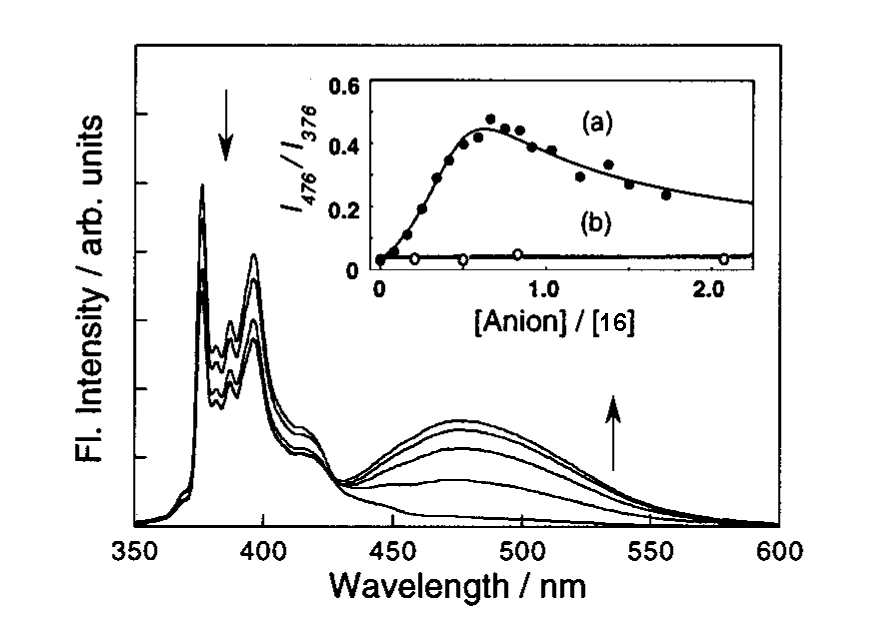 0.6
0.4
0.2
0
I476/I376
(a)
(b)
0 1.0 2.0
[Anion] / [16]
Fl. Intensity / arb. units
350 400 450 500 550 600
Wavelength / nm